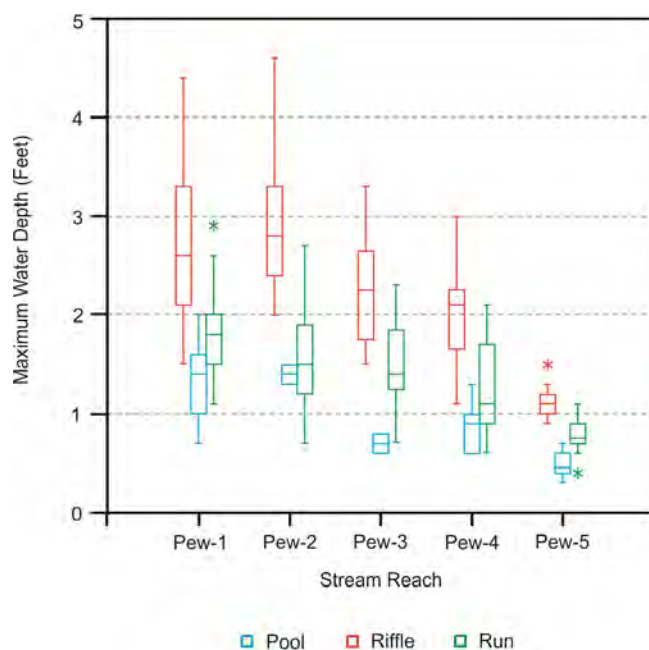 5
4
3
2
1
0
Maximum Water Depth (Feet)
Pew-1 Pew-2 Pew-3 Pew-4 Pew-5
Stream Reach
Pool Riffle Run